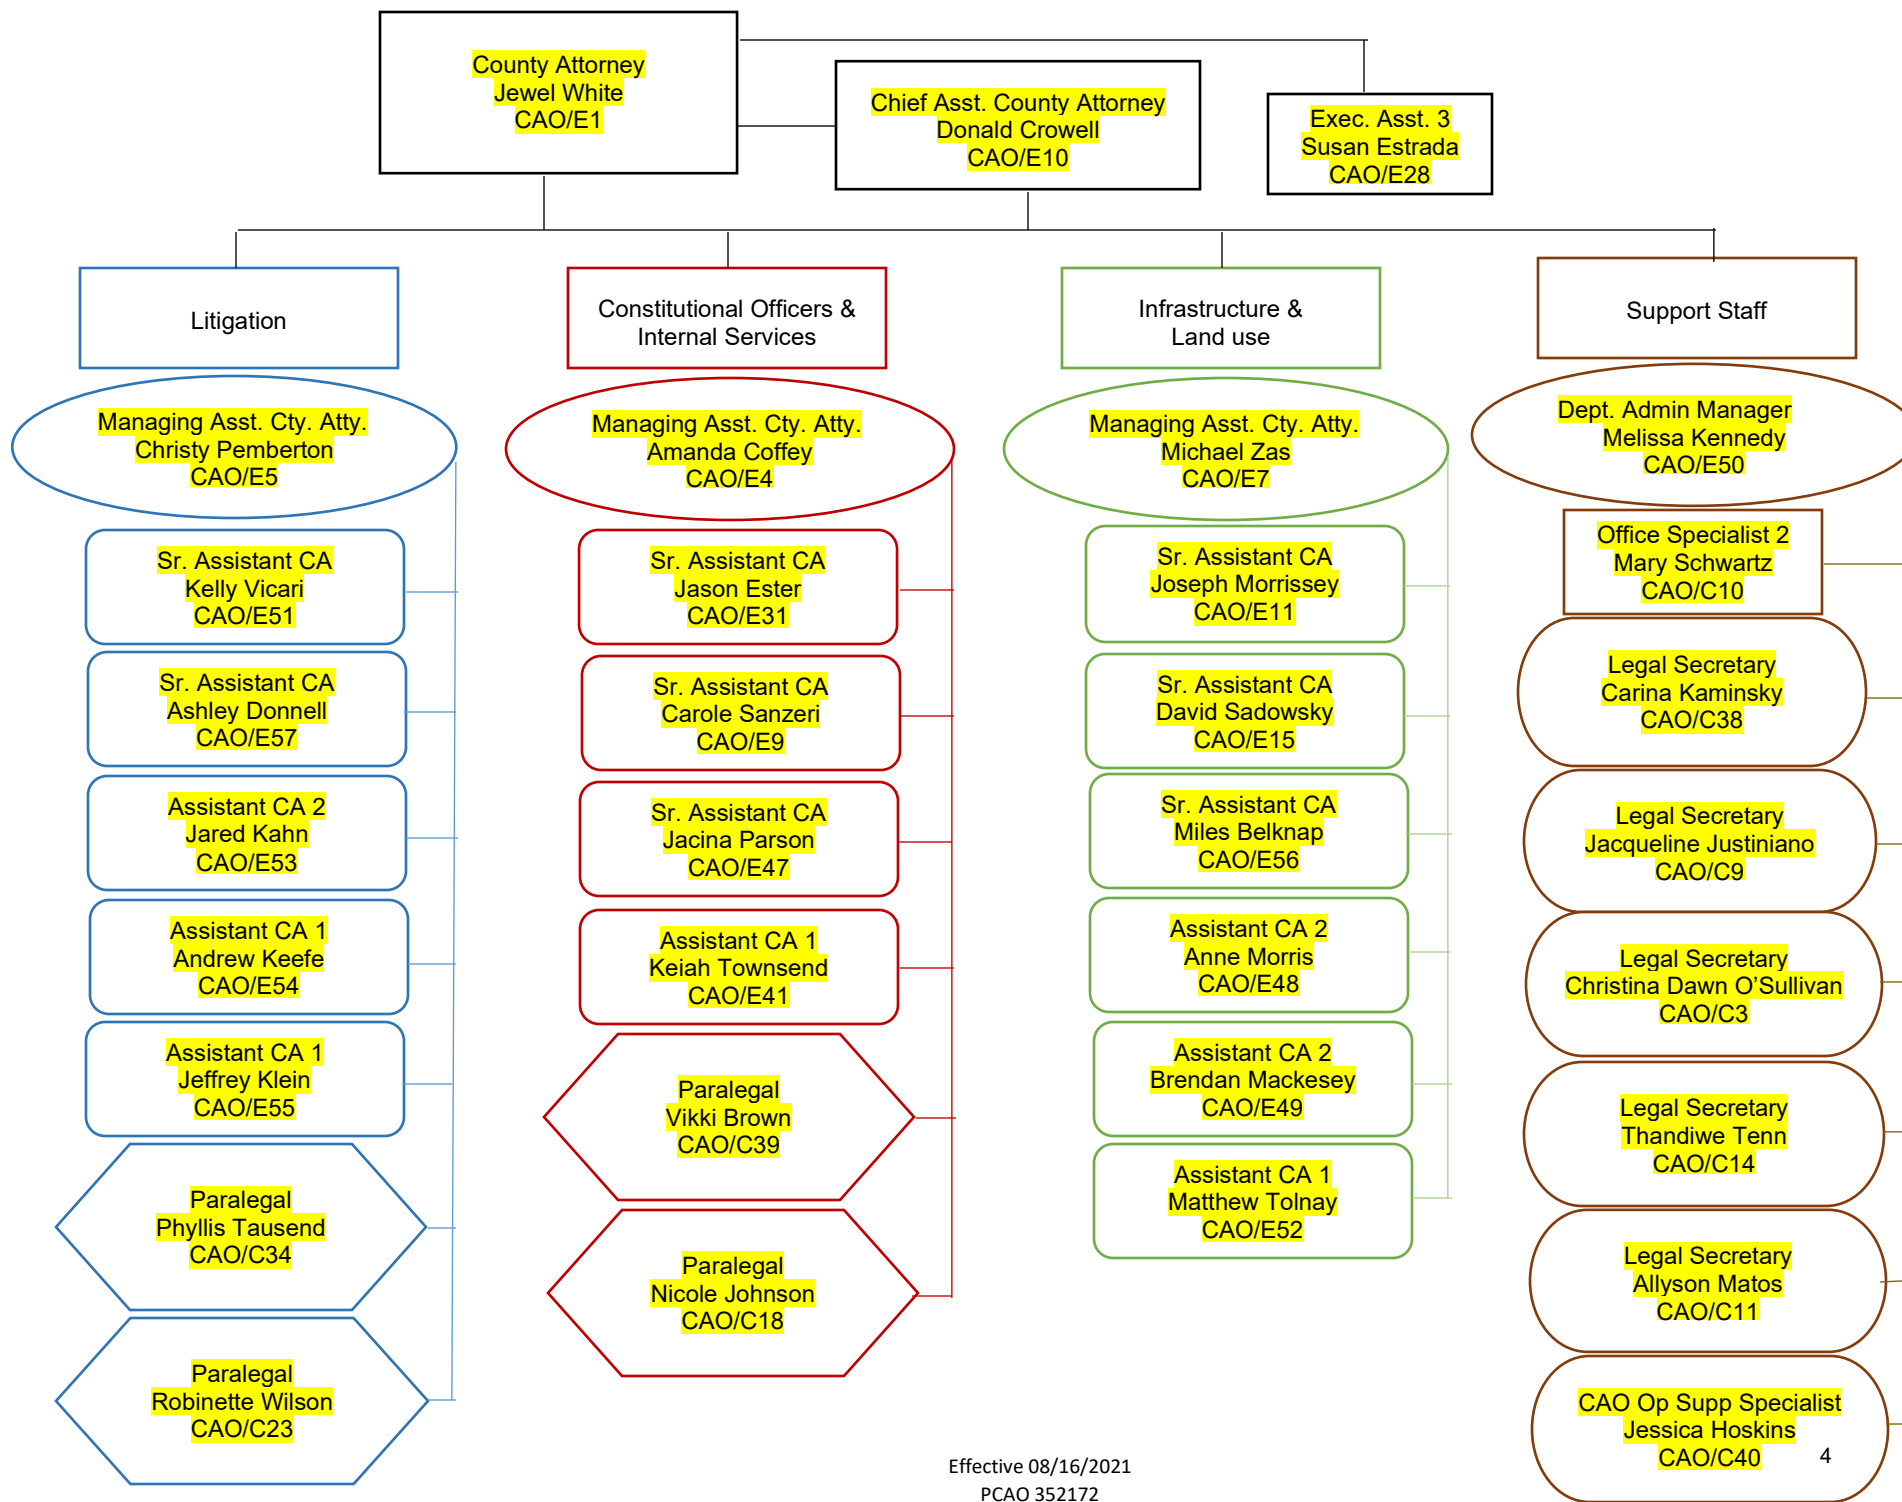 County Attorney
Jewel White
CAO/E1
Chief Asst. County Attorney
Donald Crowell
CAO/E10
Exec. Asst. 3
Susan Estrada
CAO/E28
Litigation
Managing Asst. Cty. Atty.
Christy Pemberton
CAO/E5
Sr. Assistant CA
Kelly Vicari
CAO/E51
Sr. Assistant CA
Ashley Donnell
CAO/E57
Assistant CA 2
Jared Kahn
CAO/E53
Assistant CA 1
Andrew Keefe
CAO/E54
Assistant CA 1
Jeffrey Klein
CAO/E55
Paralegal
Phyllis Tausend
CAO/C34
Paralegal
Robinette Wilson
CAO/C23
Constitutional Officers &
Internal Services
Managing Asst. Cty. Atty.
Amanda Coffey
CAO/E4
Sr. Assistant CA
Jason Ester
CAO/E31
Sr. Assistant CA
Carole Sanzeri
CAO/E9
Sr. Assistant CA
Jacina Parson
CAO/E47
Assistant CA 1
Keiah Townsend
CAO/E41
Paralegal
Vikki Brown
CAO/C39
Paralegal
Nicole Johnson
CAO/C18
Infrastructure &
Land use
Managing Asst. Cty. Atty.
Michael Zas
CAO/E7
Sr. Assistant CA
Joseph Morrissey
CAO/E11
Sr. Assistant CA
David Sadowsky
CAO/E15
Sr. Assistant CA
Miles Belknap
CAO/E56
Assistant CA 2
Anne Morris
CAO/E48
Assistant CA 2
Brendan Mackesey
CAO/E49
Assistant CA 1
Matthew Tolnay
CAO/E52
Support Staff
Dept. Admin Manager
Melissa Kennedy
CAO/E50
Office Specialist 2
Mary Schwartz
CAO/C10
Legal Secretary
Carina Kaminsky
CAO/C38
Legal Secretary
Jacqueline Justiniano
CAO/C9
Legal Secretary
Christina Dawn O’Sullivan
CAO/C3
Legal Secretary
Thandiwe Tenn
CAO/C14
Legal Secretary
Allyson Matos
CAO/C11
CAO Op Supp Specialist
Jessica Hoskins
CAO/C40
4
Effective 08/16/2021
PCAO 352172